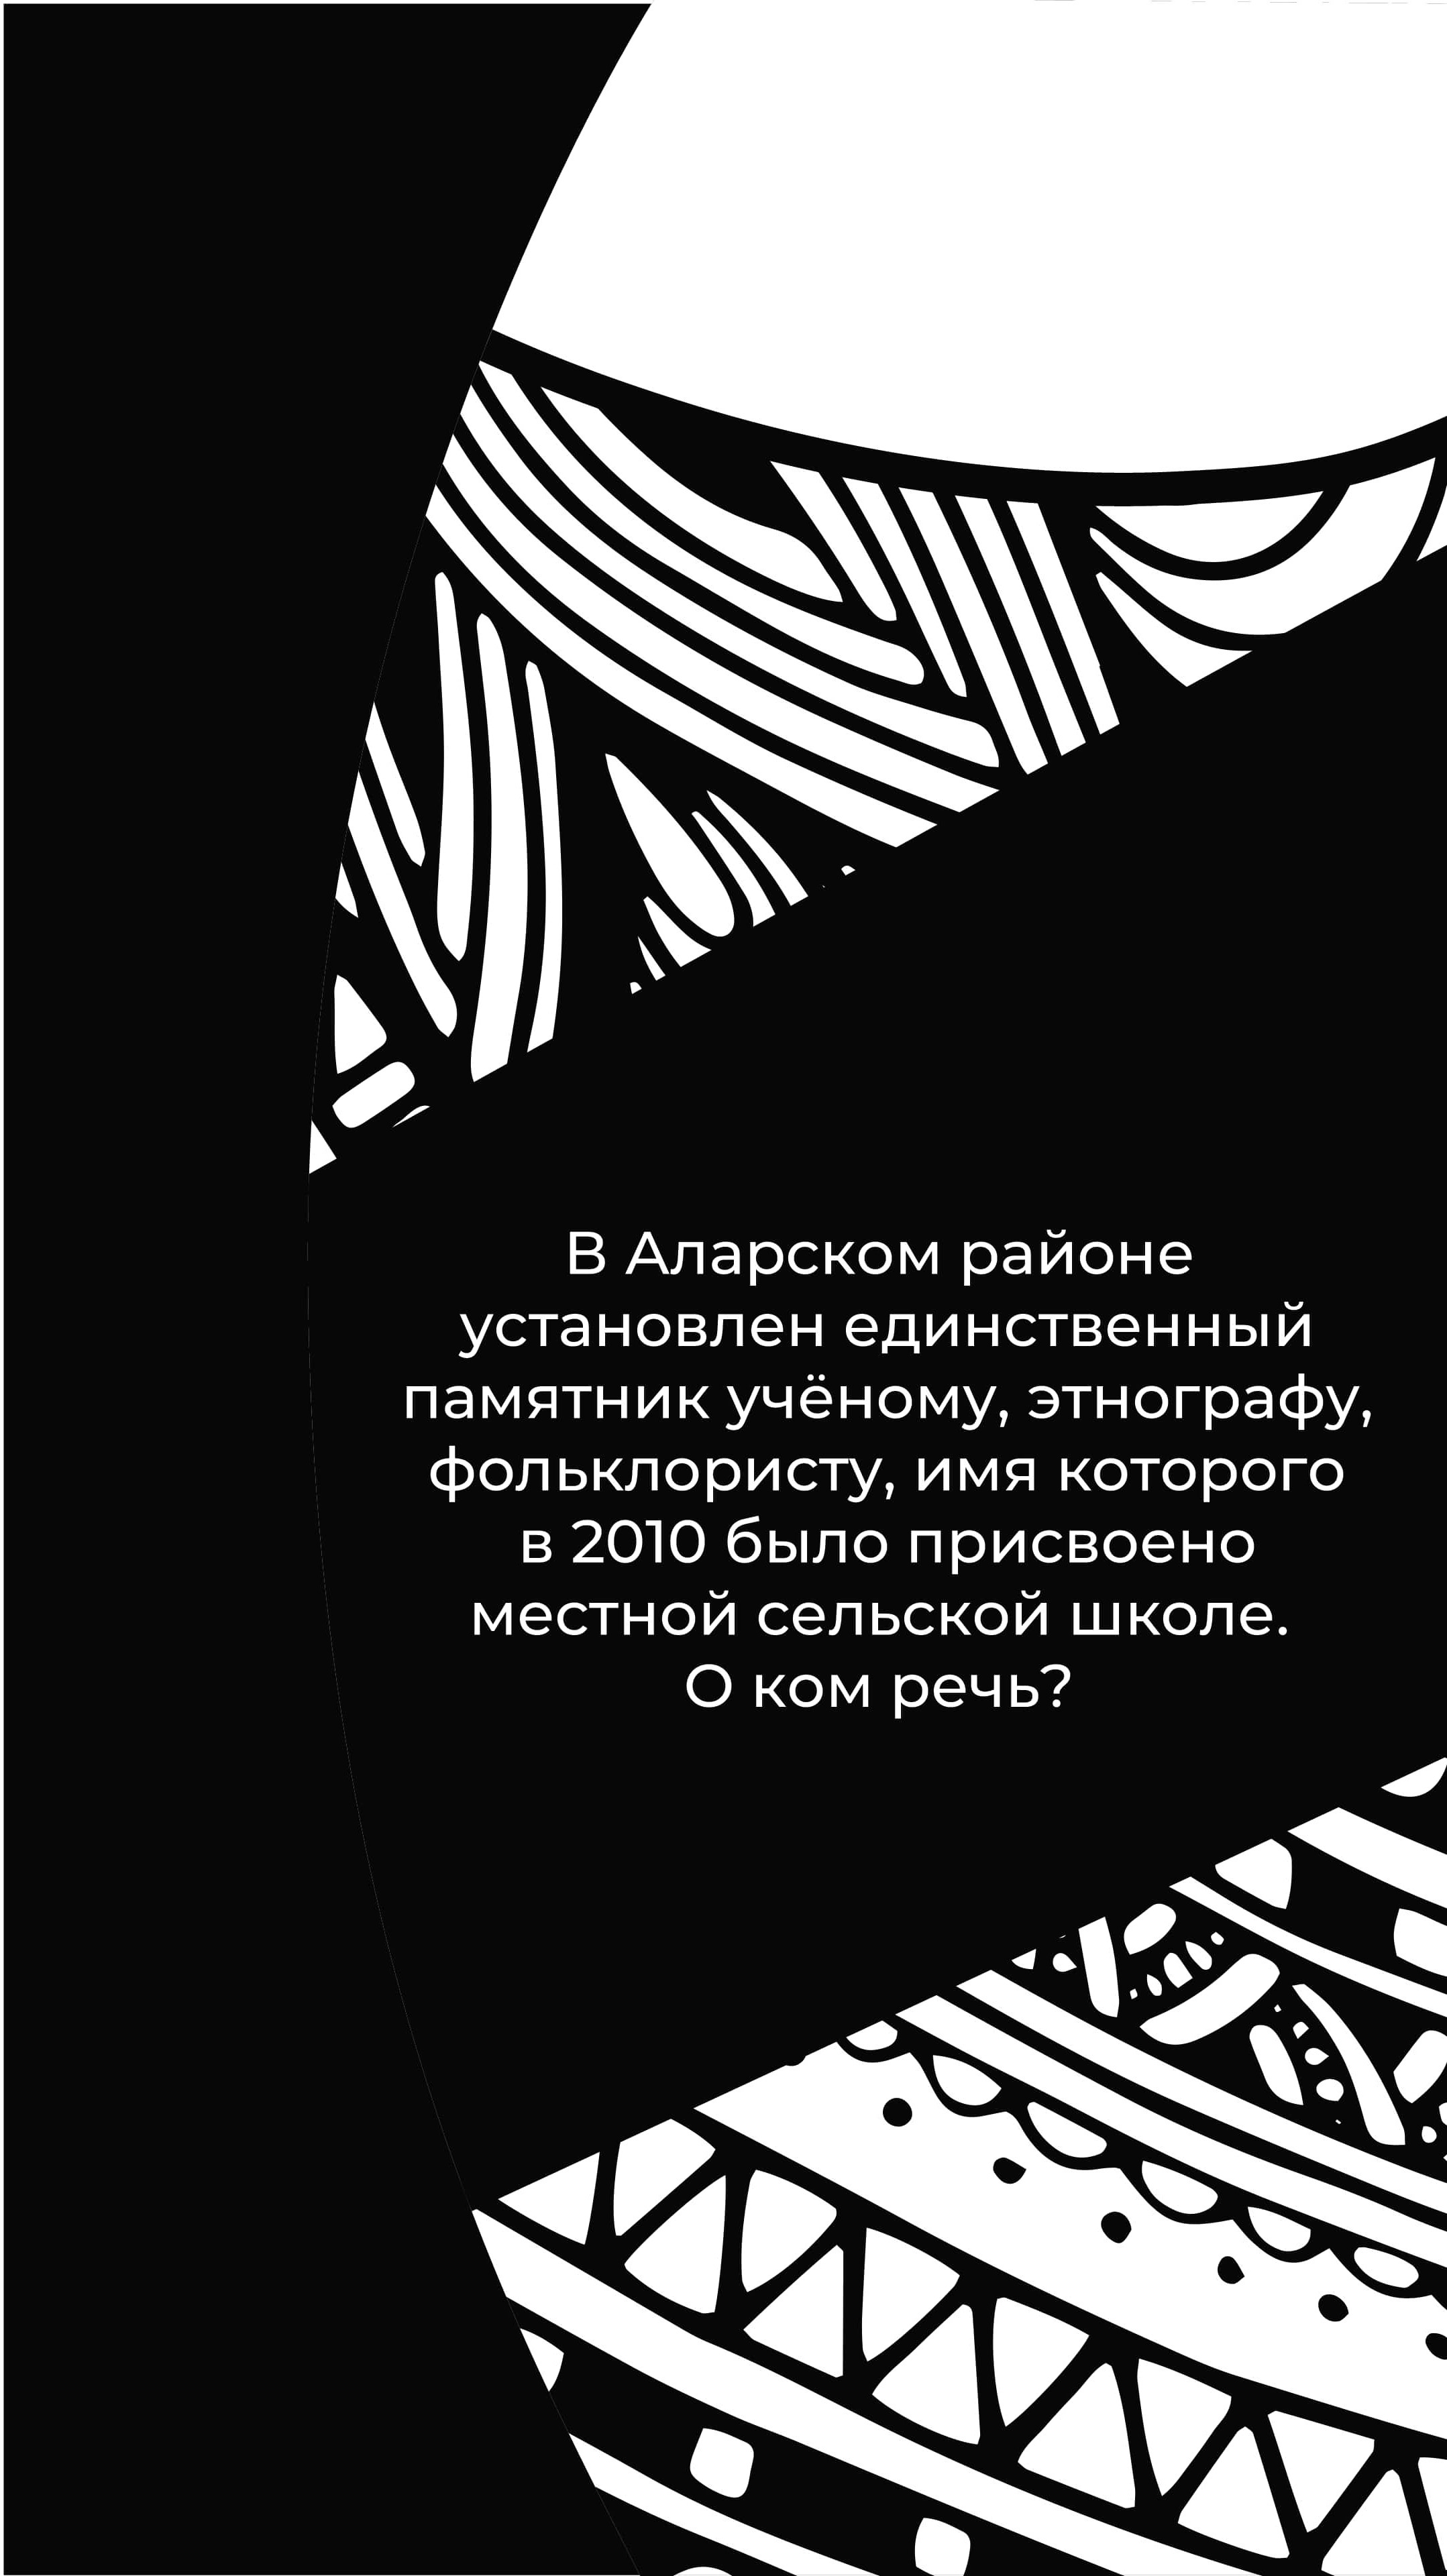 В Аларском районе
установлен единственный
памятник учёному, этнографу,
фольклористу, имя которого
в 2010 было присвоено
местной сельской школе.
О ком речь?